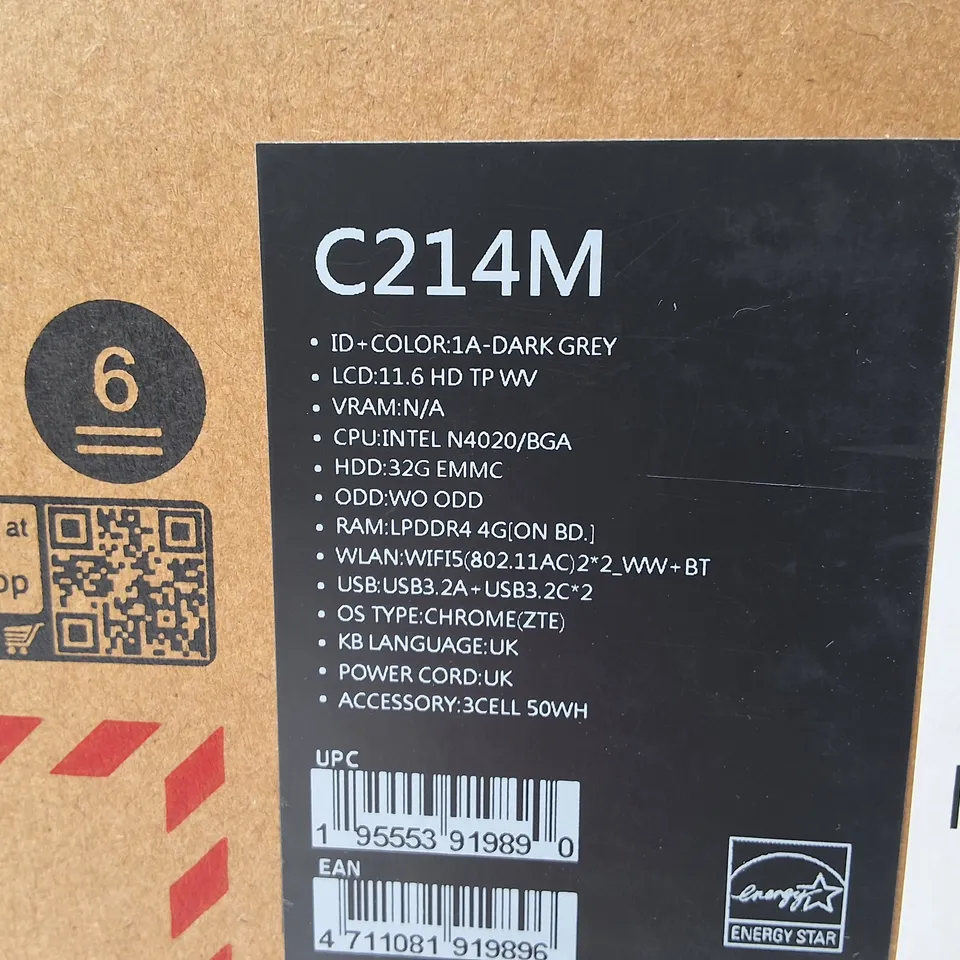 C214M
• ID+COLOR:1A-DARK GREY
• LCD:11.6 HD TP WV
• VRAM:N/A
• CPU:INTEL N4020/BGA
• HDD:32G EMMC
• ODD:WO ODD
• RAM:LPDDR4 4G[ON BD.]
• WLAN:WIFI5(802.11AC)2*2_WW+BT
• USB:USB3.2A+USB3.2C*2
• OS TYPE:CHROME(ZTE)
• KB LANGUAGE:UK
• POWER CORD:UK
• ACCESSORY:3CELL 50WH
UPC
1 95553 91989 0
EAN
4 711081 919896
energy
ENERGY STAR
6
at